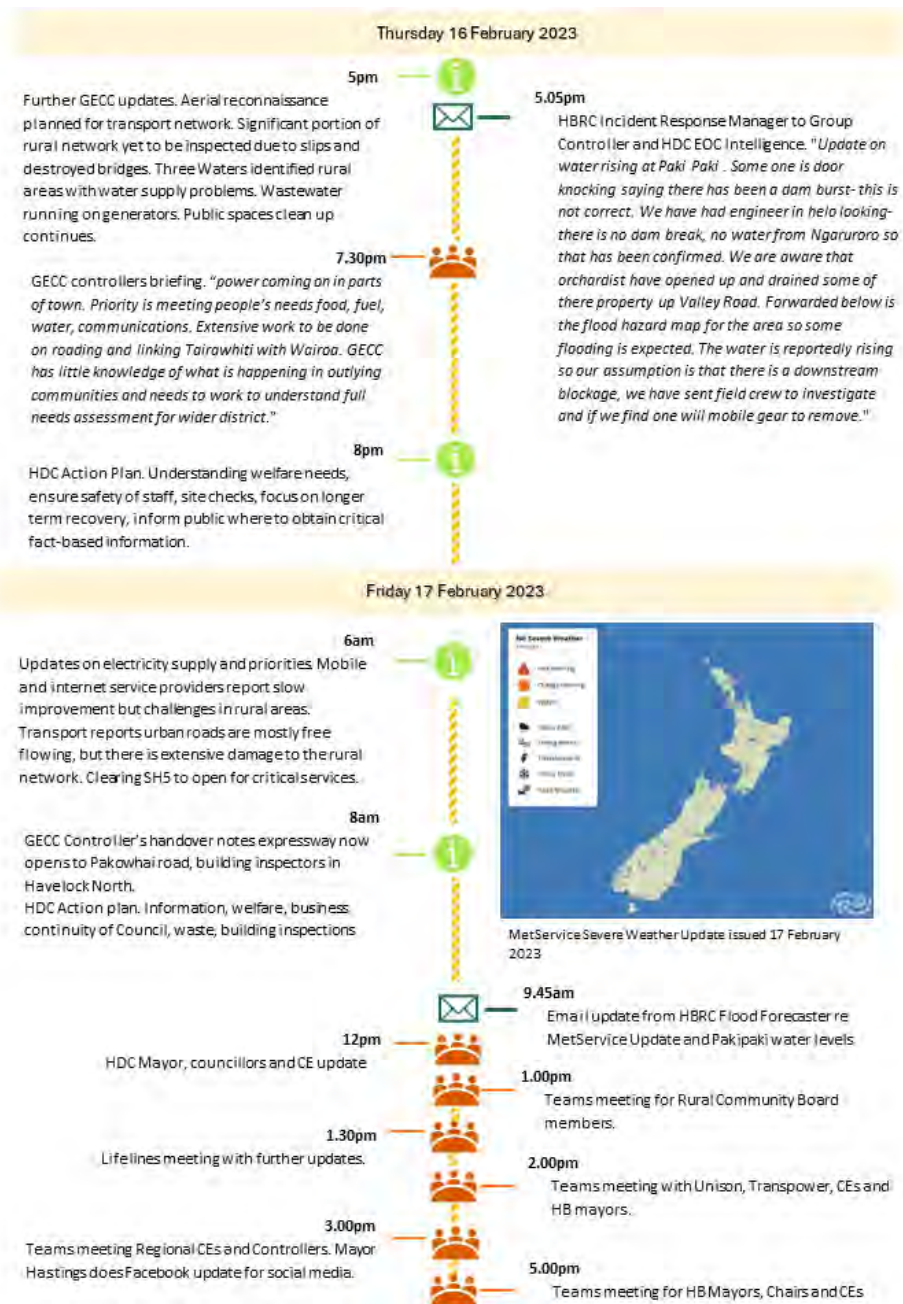 Thursday 16 February 2023
5pm
Further GECC updates. Aerial reconnaissance
planned for transport network. Significant portion of
rural network yet to be inspected due to slips and
destroyed bridges. Three Waters identified rural
areas with water supply problems. Wastewater
running on generators. Public spaces clean up
continues.
5.05pm
HBRC Incident Response Manager to Group
Controller and HDC EOC Intelligence. "Update on
water rising at Paki Paki . Some one is door
knocking saying there has been a dam burst- this is
not correct. We have had engineer in helo looking-
there is no dam break, no water from Ngaruroro so
that has been confirmed. We are aware that
orchardist have opened up and drained some of
there property up Valley Road. Forwarded below is
the flood hazard map for the area so some
flooding is expected. The water is reportedly rising
so our assumption is that there is a downstream
blockage, we have sent field crew to investigate
and if we find one will mobile gear to remove."
7.30pm
GECC controllers briefing. "power coming on in parts
of town. Priority is meeting people's needs food, fuel,
water, communications. Extensive work to be done
on roading and linking Tairawhiti with Wairoa. GECC
has little knowledge of what is happening in outlying
communities and needs to work to understand full
needs assessment for wider district."
8pm
HDC Action Plan. Understanding welfare needs,
ensure safety of staff, site checks, focus on longer
term recovery, inform public where to obtain critical
fact-based information.
Friday 17 February 2023
6am
Updates on electricity supply and priorities. Mobile
and internet service providers report slow
improvement but challenges in rural areas.
Transport reports urban roads are mostly free
flowing, but there is extensive damage to the rural
network. Clearing SH5 to open for critical services.
8am
GECC Controller's handover notes expressway now
opens to Pakowhai road, building inspectors in
Havelock North.
HDC Action plan. Information, welfare, business
continuity of Council, waste, building inspections
Severe Weather
MetService Severe Weather Update issued 17 February
2023
9.45am
Email update from HBRC Flood Forecaster re
MetService Update and Pakipaki water levels
12pm
HDC Mayor, councillors and CE update
1.00pm
Teams meeting for Rural Community Board
members.
1.30pm
Lifelines meeting with further updates.
2.00pm
Teams meeting with Unison, Transpower, CEs and
HB mayors.
3.00pm
Teams meeting Regional CEs and Controllers. Mayor
Hastings does Facebook update for social media.
5.00pm
Teams meeting for HB Mayors, Chairs and CEs